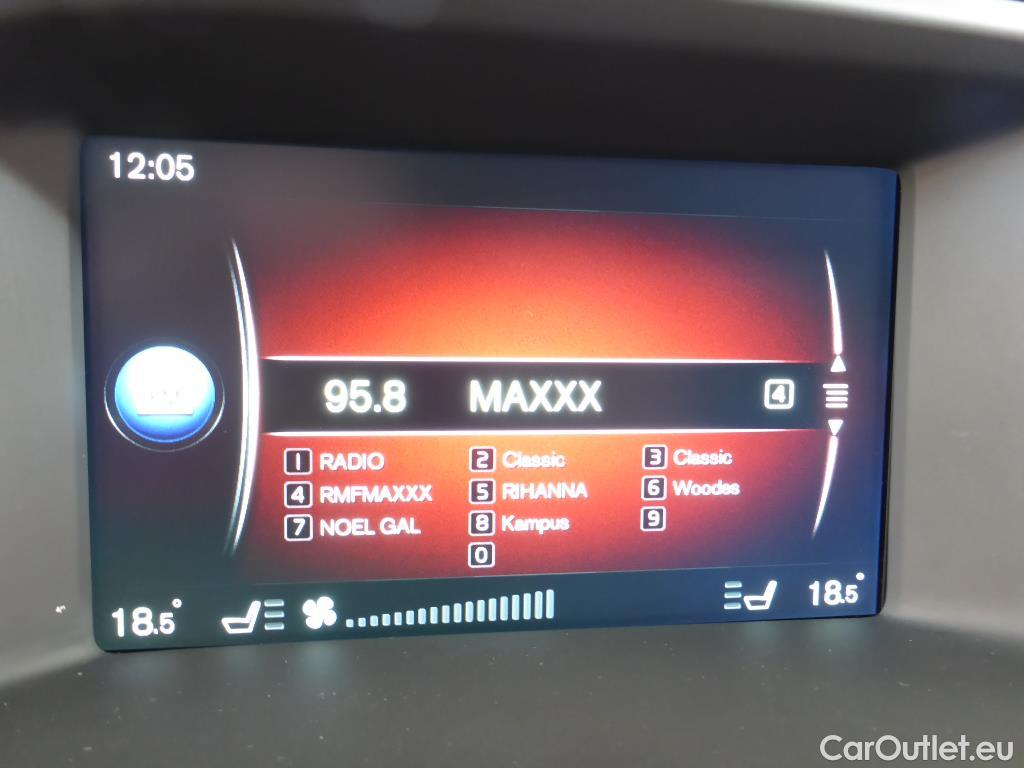 12:05
95.8 MAXXX 4
1 RADIO 2 Classic 3 Classic
4 RMFMAXXX 5 RIHANNA 6 Woodes
7 NOEL GAL 8 Kampus 9
0
18.5° 18.5°
CarOutlet.eu